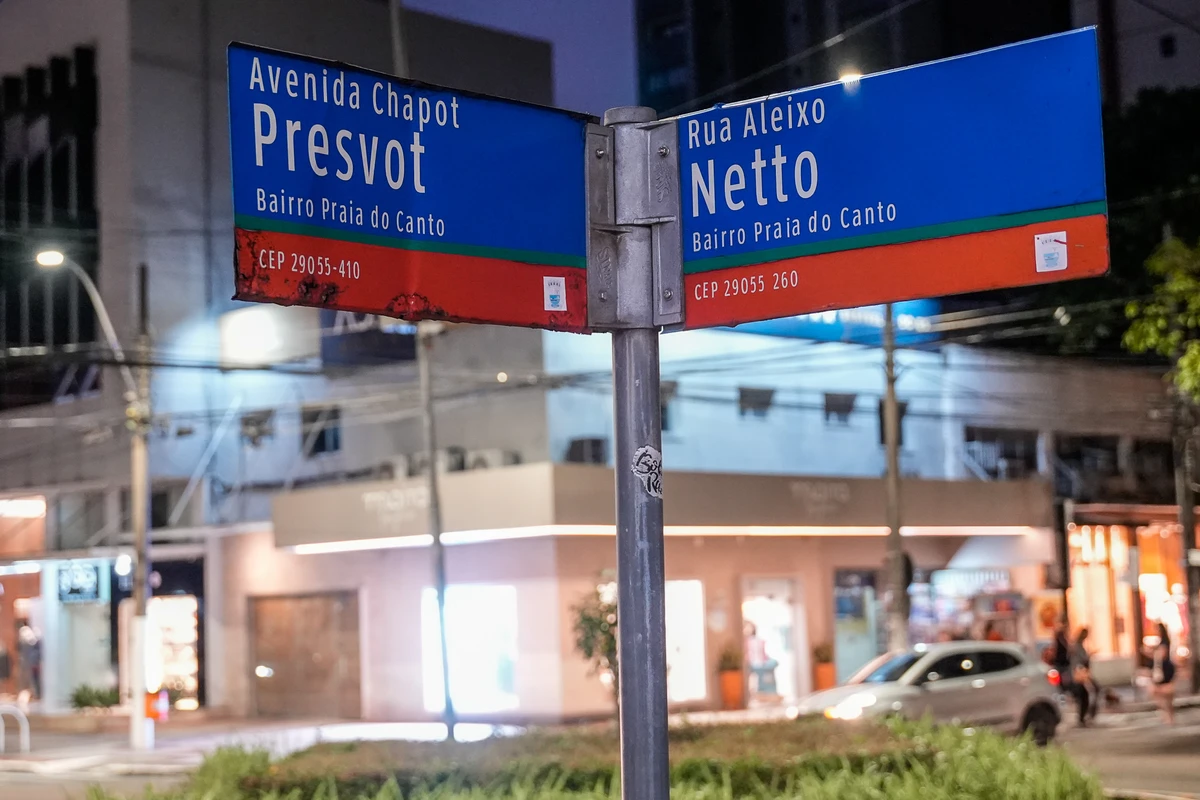 Avenida Chapot
Presvot
Bairro Praia do Canto
CEP 29055-410
Rua Aleixo
Netto
Bairro Praia do Canto
CEP 29055 260